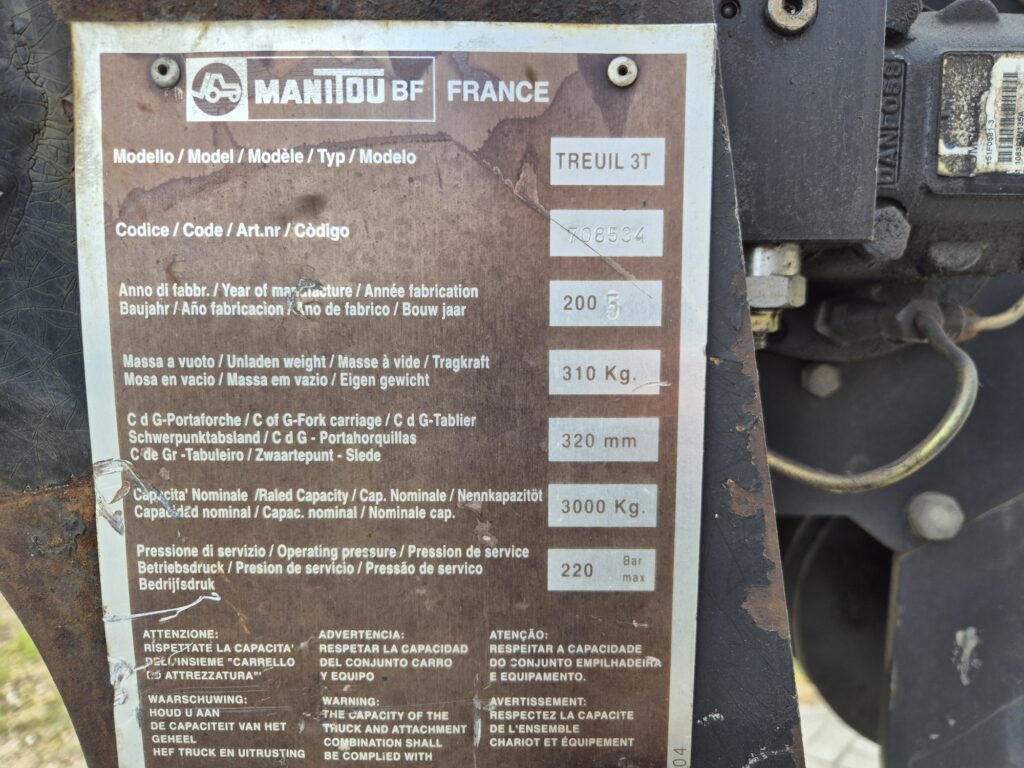 MANITOU BF FRANCE
Modello / Model / Modèle / Typ / Modelo
TREUIL 3T
Codice / Code / Art.nr / Còdigo
708534
Anno di fabbr. / Year of manufacture / Année fabrication
Baujahr / Año fabricacion / Ano de fabrico / Bouw jaar
200 5
Massa a vuoto / Unladen weight / Masse à vide / Tragkraft
Mosa en vacio / Massa em vazio / Eigen gewicht
310 Kg.
C d G-Portaforche / C of G-Fork carriage / C d G-Tablier
Schwerpunktabsland / C d G - Portahorquillas
C de Gr -Tabuleiro / Zwaartepunt - Slede
320 mm
Capacita' Nominale /Raled Capacity / Cap. Nominale / Nennkapazitöt
Capacidad nominal / Capac. nominal / Nominale cap.
3000 Kg.
Pressione di servizio / Operating pressure / Pression de service
Betriebsdruck / Presion de servicio / Pressão de servico
Bedrijfsdruk
220 Bar
max
ATTENZIONE:
RISPETTATE LA CAPACITA'
DELL'INSIEME "CARRELLO
ED ATTREZZATURA"'
ADVERTENCIA:
RESPETAR LA CAPACIDAD
DEL CONJUNTO CARRO
Y EQUIPO
ATENÇÃO:
RESPEITAR A CAPACIDADE
DO CONJUNTO EMPILHADEIRA
E EQUIPAMENTO.
WAARSCHUWING:
HOUD U AAN
DE CAPACITEIT VAN HET
GEHEEL
HEF TRUCK EN UITRUSTING
WARNING:
THE CAPACITY OF THE
TRUCK AND ATTACHMENT
COMBINATION SHALL
BE COMPLIED WITH
AVERTISSEMENT:
RESPECTEZ LA CAPACITE
DE L'ENSEMBLE
CHARIOT ET ÉQUIPEMENT
04
DANFOSS